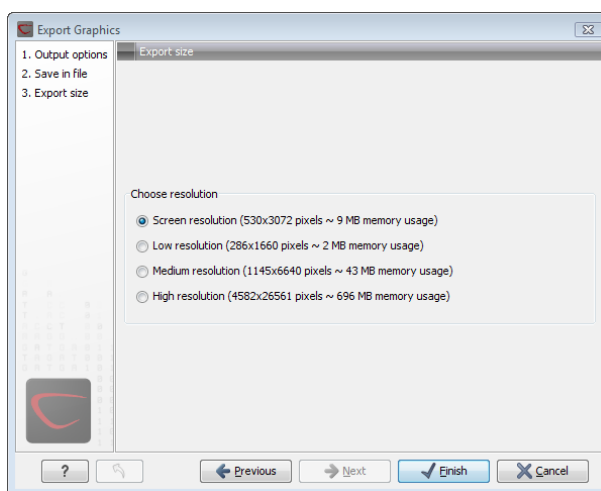 Export Graphics
1. Output options
2. Save in file
3. Export size
Export size
Choose resolution
Screen resolution (530x3072 pixels ~ 9 MB memory usage)
Low resolution (286x1660 pixels ~ 2 MB memory usage)
Medium resolution (1145x6640 pixels ~ 43 MB memory usage)
High resolution (4582x26561 pixels ~ 696 MB memory usage)
?
Previous
Next
Finish
Cancel